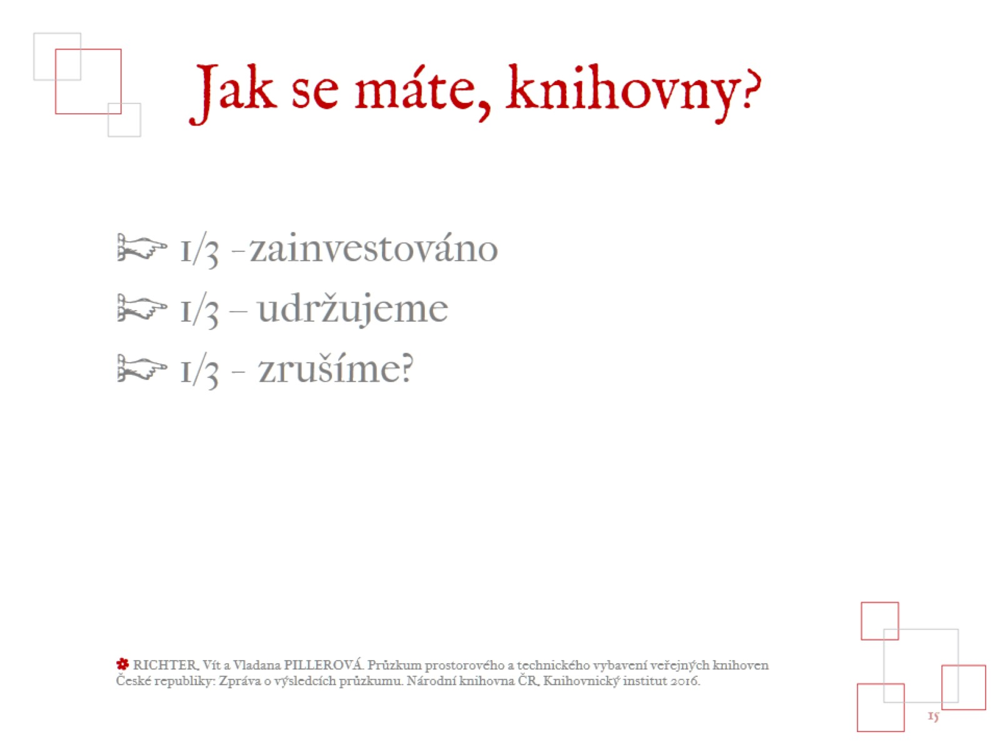 Jak se máte, knihovny?
1/3 –zainvestováno
1/3 – udržujeme
1/3 – zrušíme?
RICHTER, Vít a Vladana PILLEROVÁ. Průzkum prostorového a technického vybavení veřejných knihoven
České republiky: Zpráva o výsledcích průzkumu. Národní knihovna ČR, Knihovnický institut 2016.
15